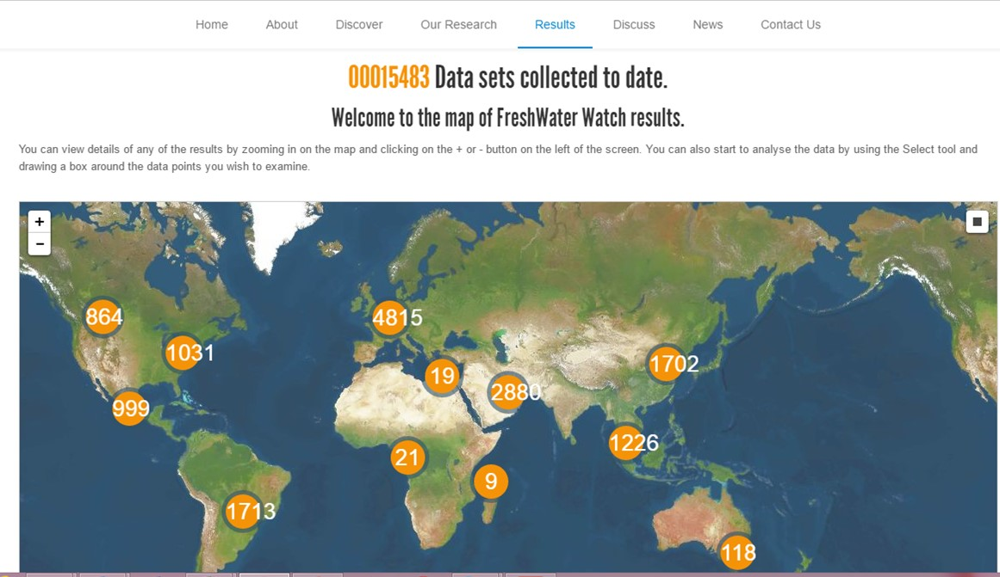 Home About Discover Our Research Results Discuss News Contact Us
00015483 Data sets collected to date.
Welcome to the map of FreshWater Watch results.
You can view details of any of the results by zooming in on the map and clicking on the + or - button on the left of the screen. You can also start to analyse the data by using the Select tool and
drawing a box around the data points you wish to examine.
+
-
864
4815
1031
1702
19
2880
999
1226
21
9
1713
118